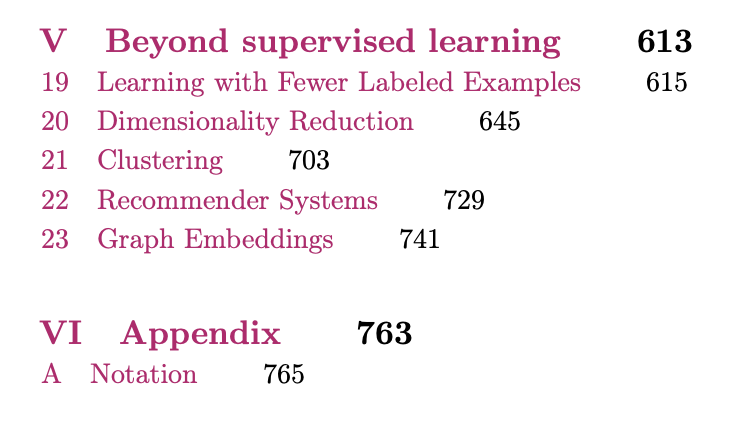 V Beyond supervised learning 613
19 Learning with Fewer Labeled Examples 615
20 Dimensionality Reduction 645
21 Clustering 703
22 Recommender Systems 729
23 Graph Embeddings 741
VI Appendix 763
A Notation 765